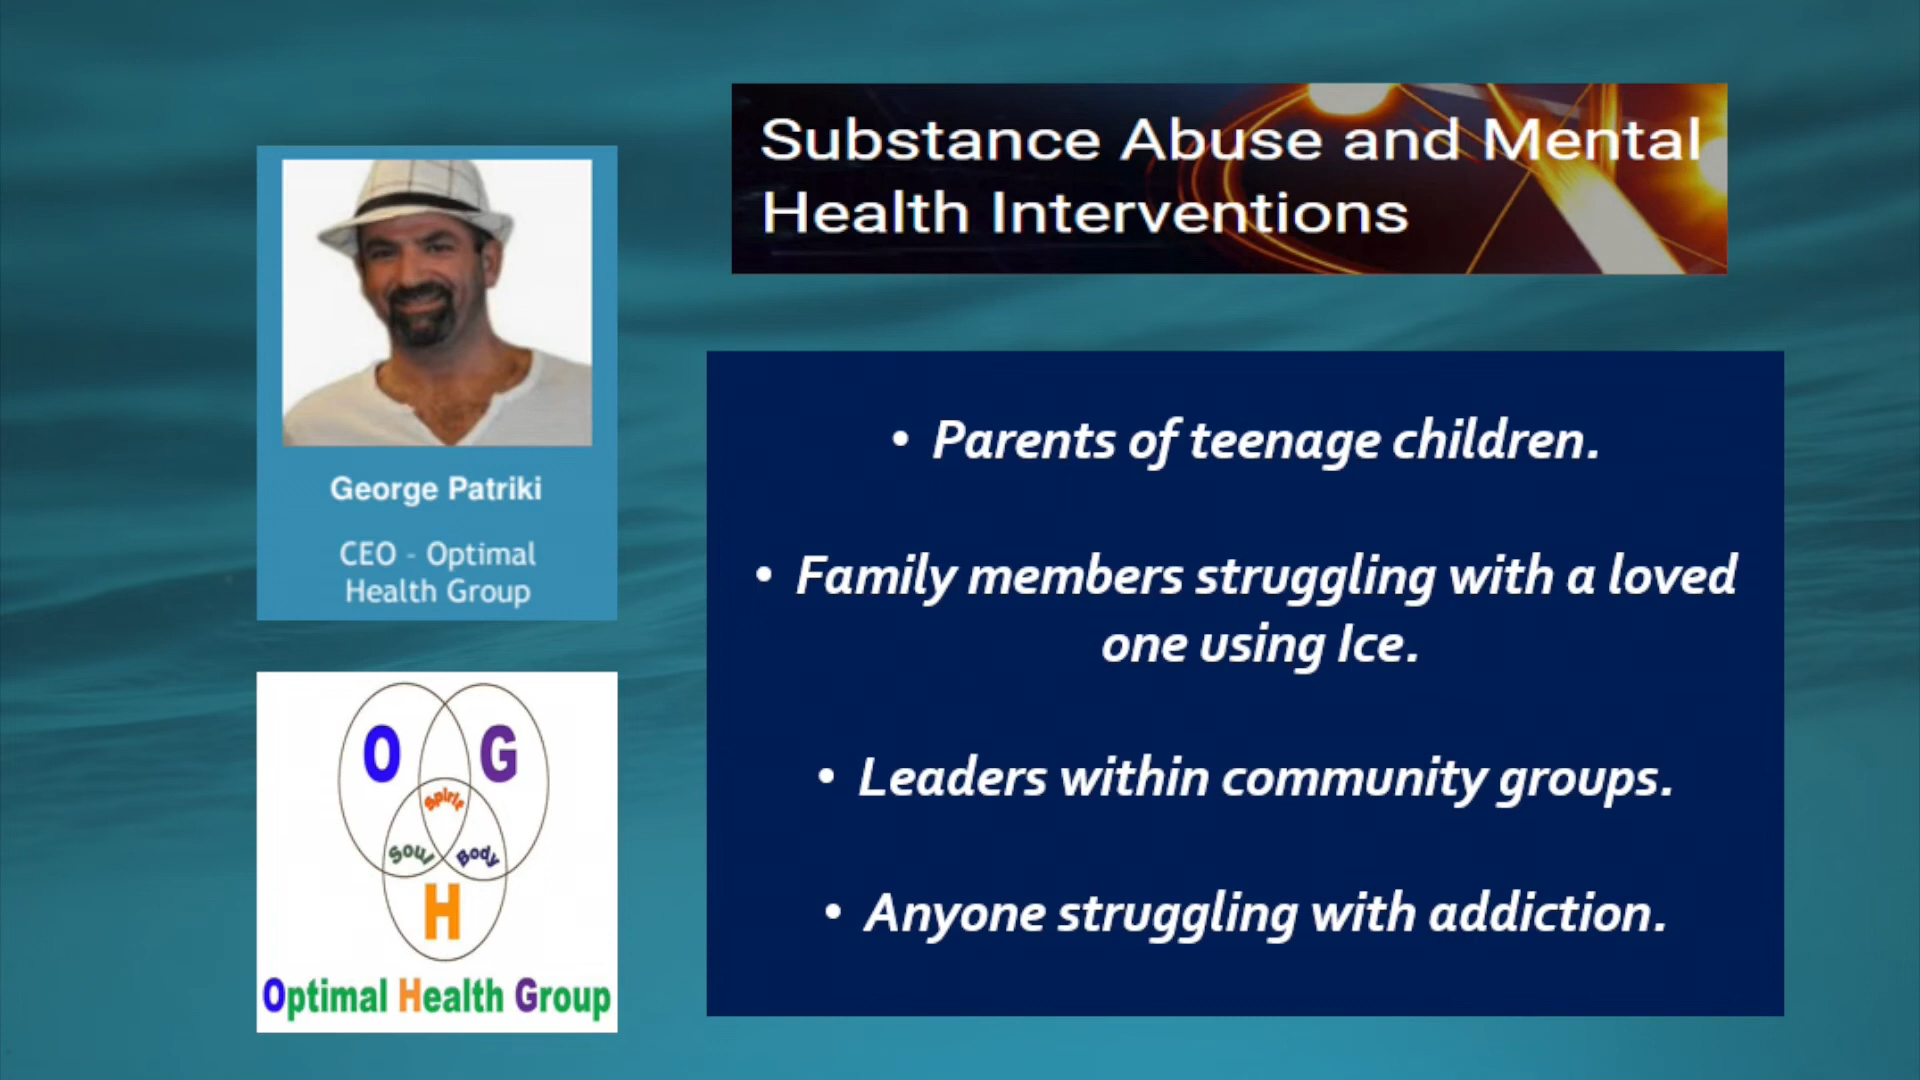 Substance Abuse and Mental
Health Interventions
George Patriki
CEO - Optimal
Health Group
O G
Spirit
Soul Body
H
Optimal Health Group
• Parents of teenage children.
• Family members struggling with a loved
one using Ice.
• Leaders within community groups.
• Anyone struggling with addiction.